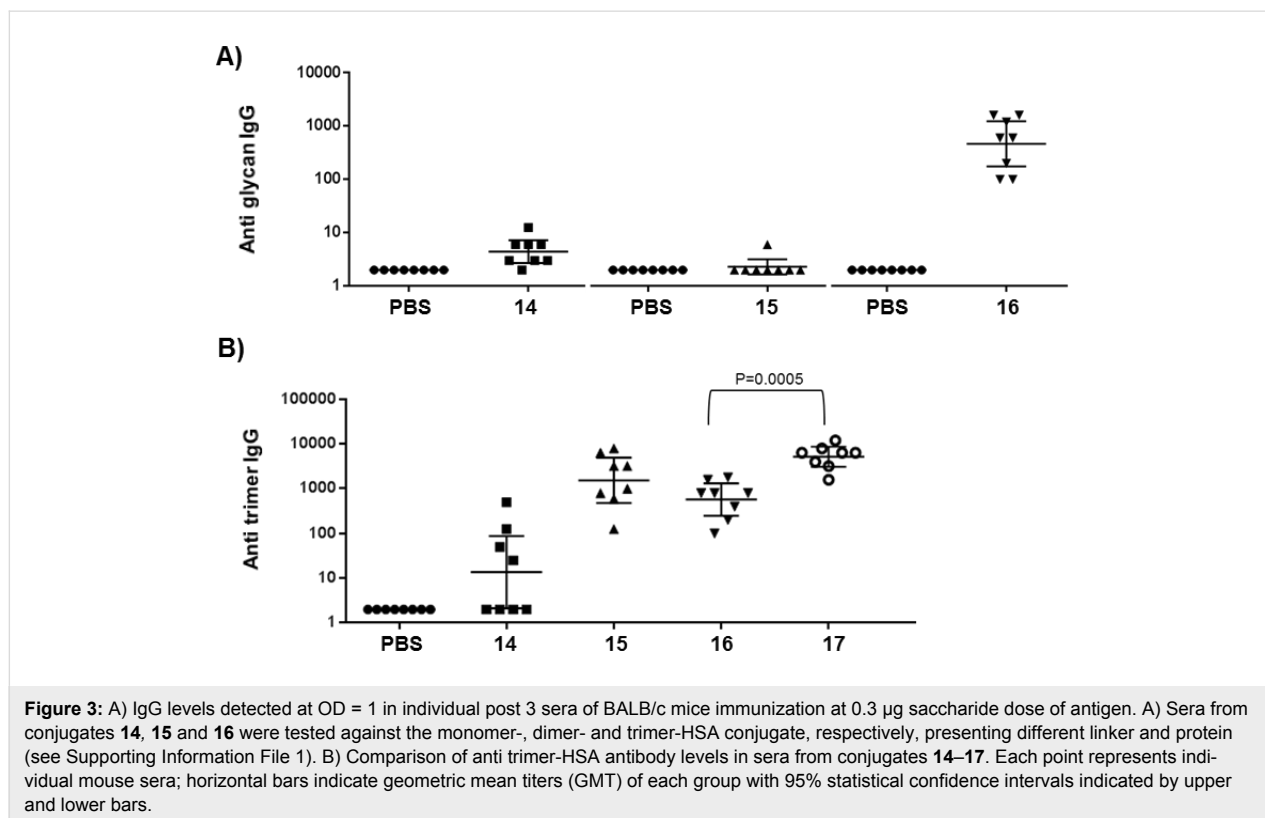 A)
10000
1000
100
10
1
Anti glycan IgG
PBS 14 PBS 15 PBS 16
B)
P=0.0005
100000
10000
1000
100
10
1
Anti trimer IgG
PBS 14 15 16 17
Figure 3: A) IgG levels detected at OD = 1 in individual post 3 sera of BALB/c mice immunization at 0.3 µg saccharide dose of antigen. A) Sera from
conjugates 14, 15 and 16 were tested against the monomer-, dimer- and trimer-HSA conjugate, respectively, presenting different linker and protein
(see Supporting Information File 1). B) Comparison of anti trimer-HSA antibody levels in sera from conjugates 14–17. Each point represents indi-
vidual mouse sera; horizontal bars indicate geometric mean titers (GMT) of each group with 95% statistical confidence intervals indicated by upper
and lower bars.